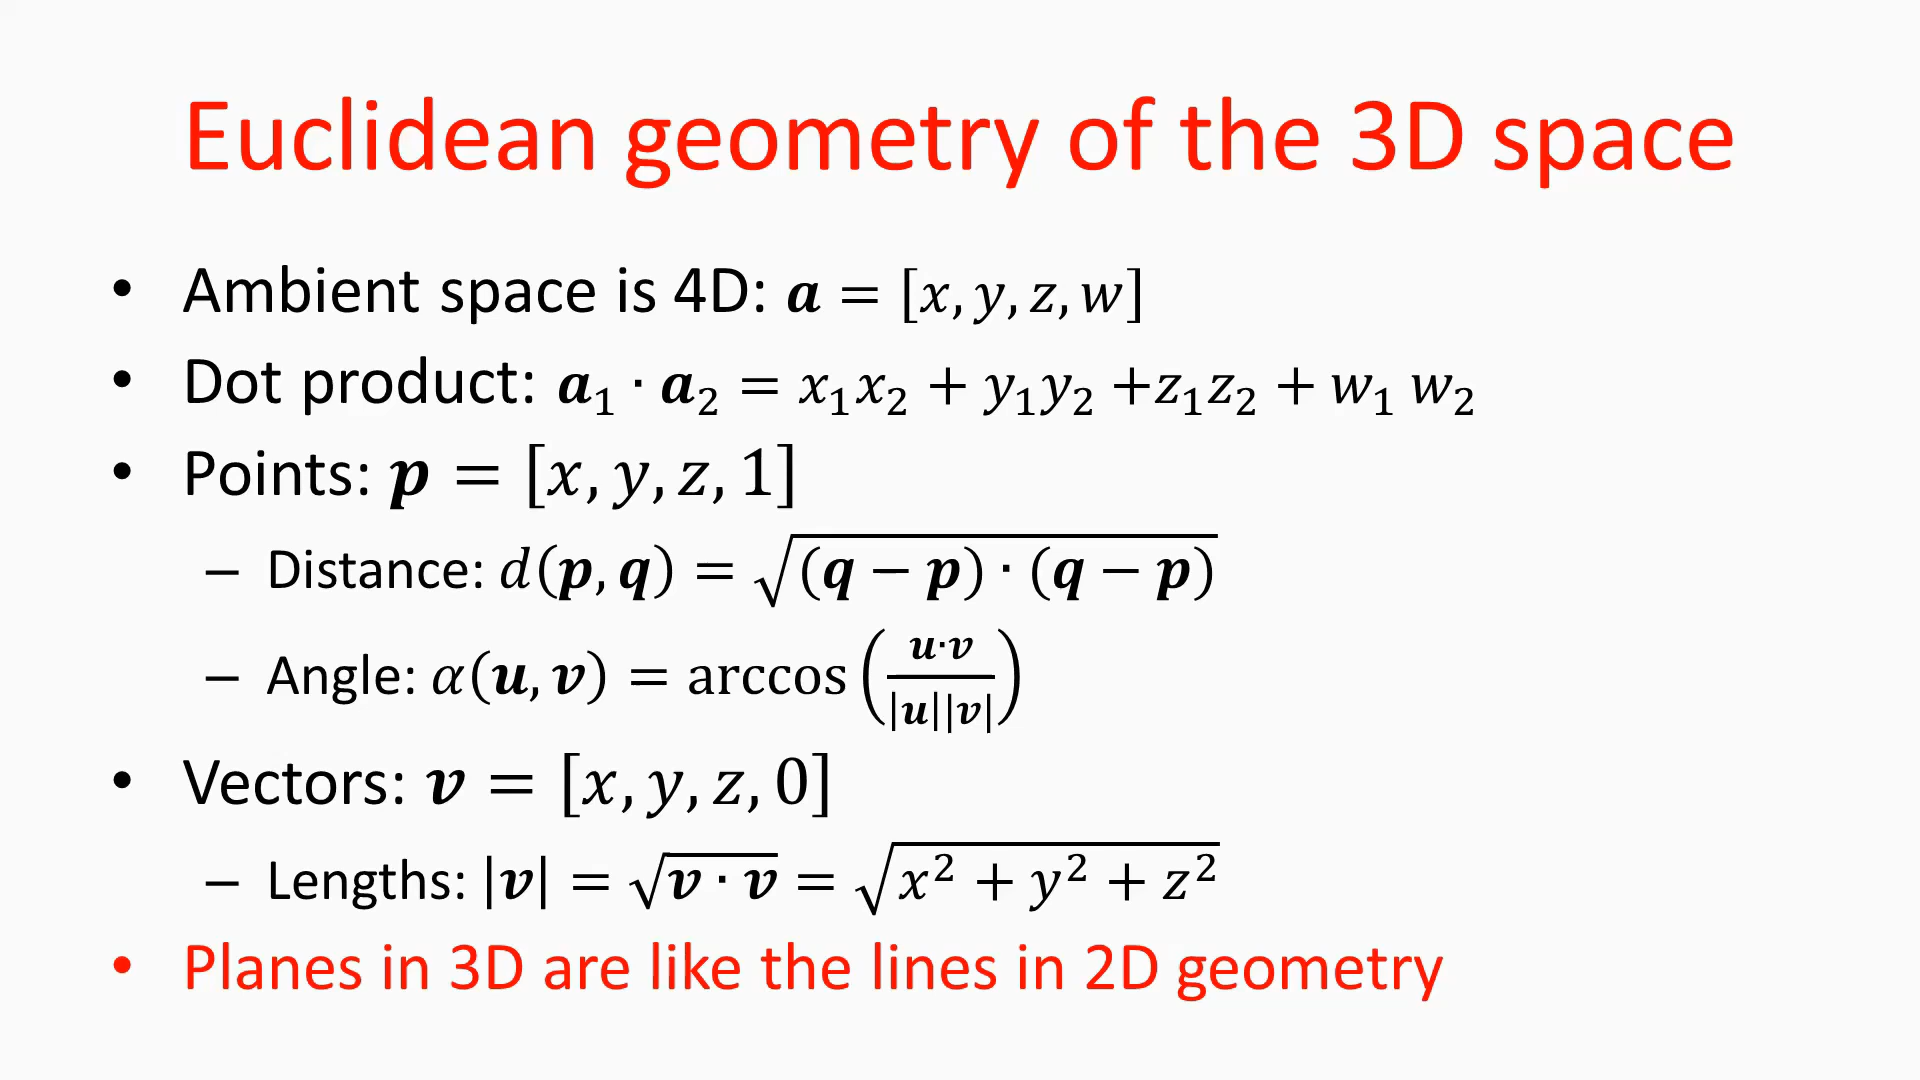 Euclidean geometry of the 3D space
• Ambient space is 4D: 𝒂 = [𝑥, 𝑦, 𝑧, 𝑤]
• Dot product: 𝒂₁ · 𝒂₂ = 𝑥₁𝑥₂ + 𝑦₁𝑦₂ +𝑧₁𝑧₂ + 𝑤₁ 𝑤₂
• Points: 𝒑 = [𝑥, 𝑦, 𝑧, 1]
– Distance: 𝑑(𝒑, 𝒒) = √((𝒒 − 𝒑) · (𝒒 − 𝒑))
– Angle: 𝛼(𝒖, 𝒗) = arccos(𝒖·𝒗 / |𝒖||𝒗|)
• Vectors: 𝒗 = [𝑥, 𝑦, 𝑧, 0]
– Lengths: |𝒗| = √(𝒗 · 𝒗) = √(𝑥² + 𝑦² + 𝑧²)
• Planes in 3D are like the lines in 2D geometry